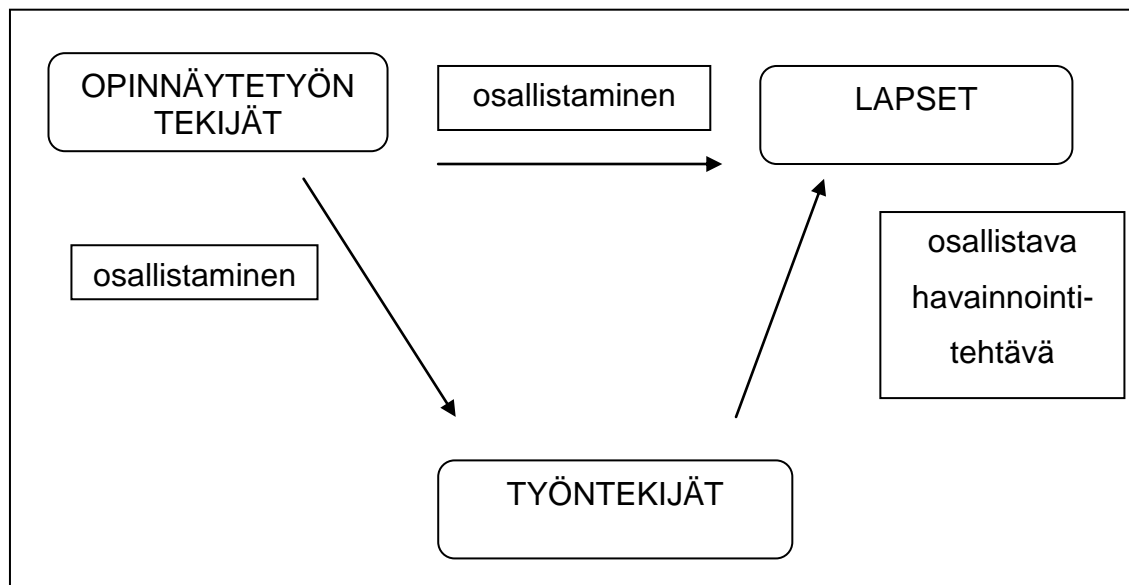 OPINNÄYTETYÖN
TEKIJÄT
osallistaminen
LAPSET
osallistaminen
osallistava
havainnointi-
tehtävä
TYÖNTEKIJÄT